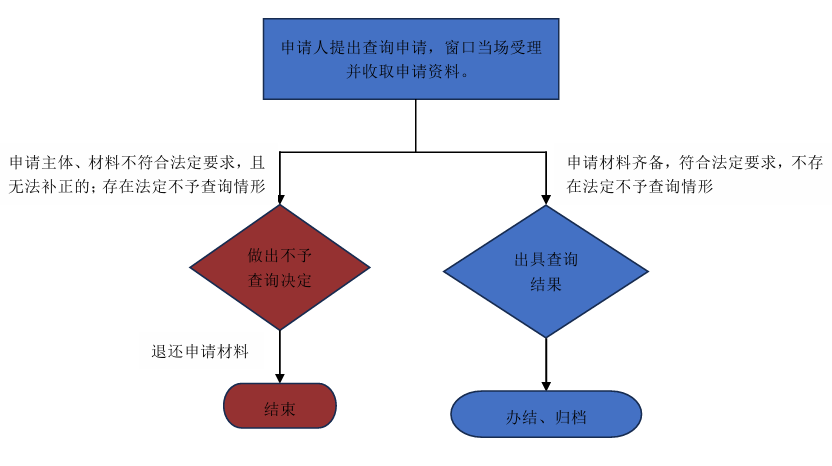 申请人提出查询申请，窗口当场受理
并收取申请资料。
申请主体、材料不符合法定要求，且
无法补正的；存在法定不予查询情形
申请材料齐备，符合法定要求，不存
在法定不予查询情形
做出不予
查询决定
出具查询
结果
退还申请材料
结束
办结、归档